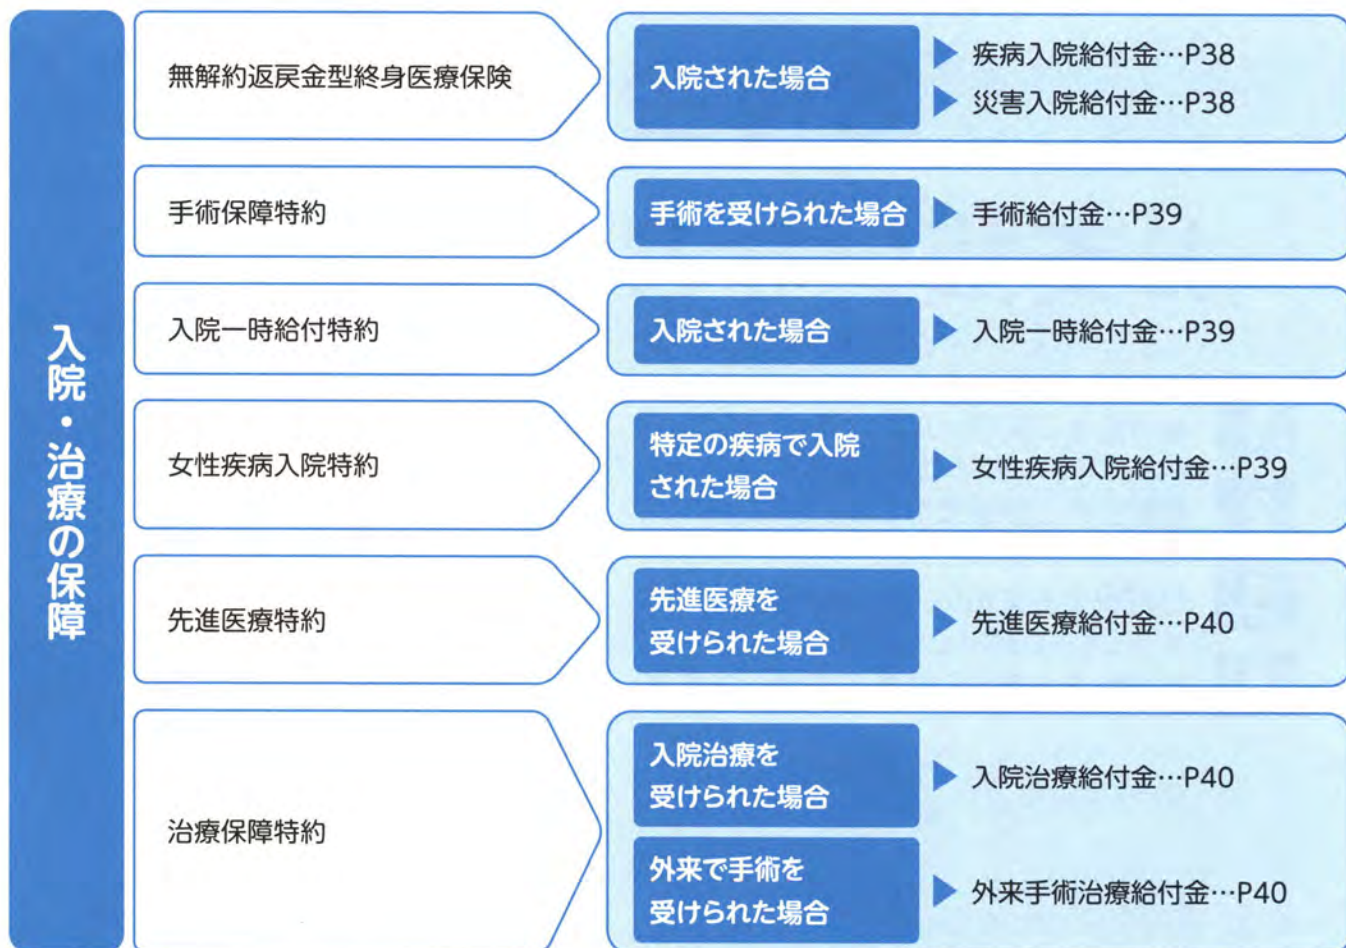 入院・治療の保障
無解約返戻金型終身医療保険
入院された場合
疾病入院給付金…P38
災害入院給付金…P38
手術保障特約
手術を受けられた場合
手術給付金…P39
入院一時給付特約
入院された場合
入院一時給付金…P39
女性疾病入院特約
特定の疾病で入院
された場合
女性疾病入院給付金…P39
先進医療特約
先進医療を
受けられた場合
先進医療給付金…P40
治療保障特約
入院治療を
受けられた場合
入院治療給付金…P40
外来で手術を
受けられた場合
外来手術治療給付金…P40